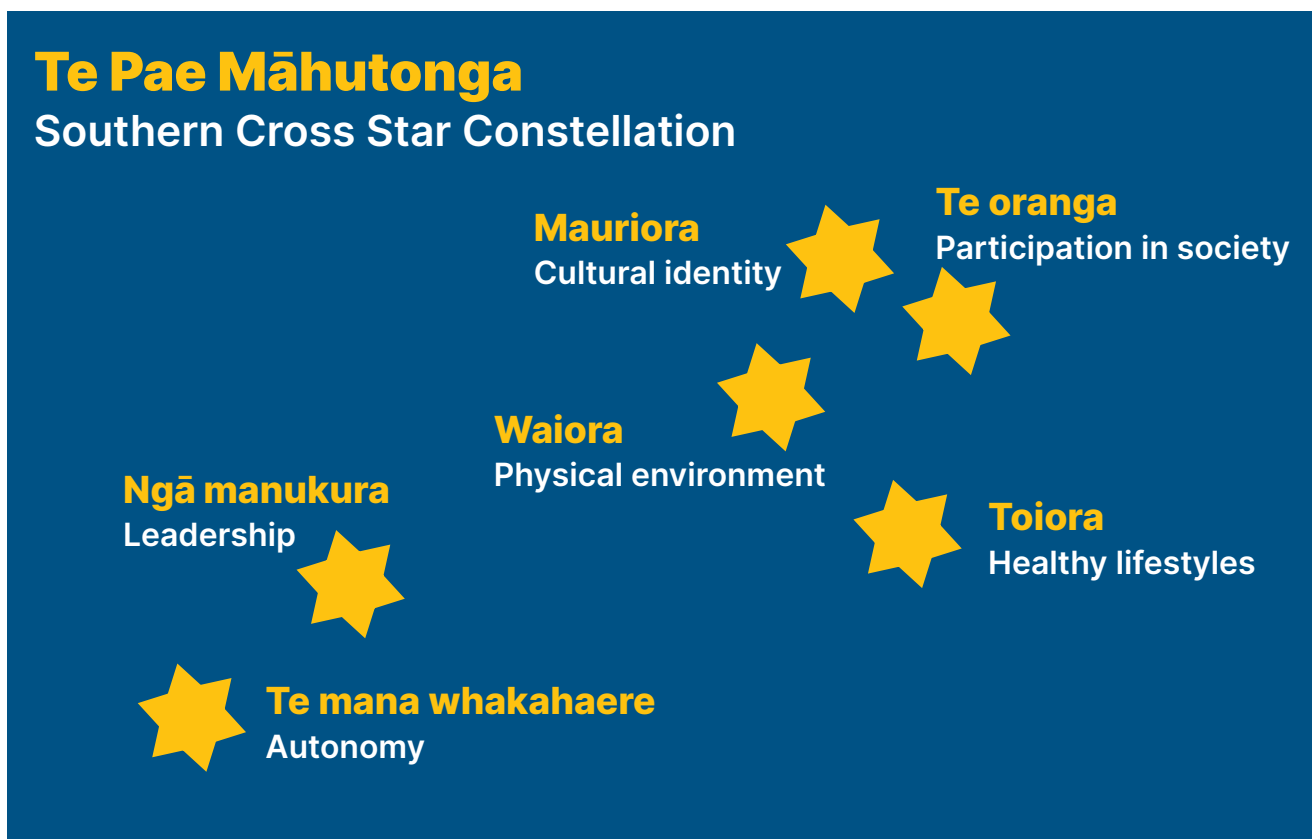 Te Pae Māhutonga
Southern Cross Star Constellation
Te oranga
Participation in society
Mauriora
Cultural identity
Waiora
Physical environment
Ngā manukura
Leadership
Toiora
Healthy lifestyles
Te mana whakahaere
Autonomy